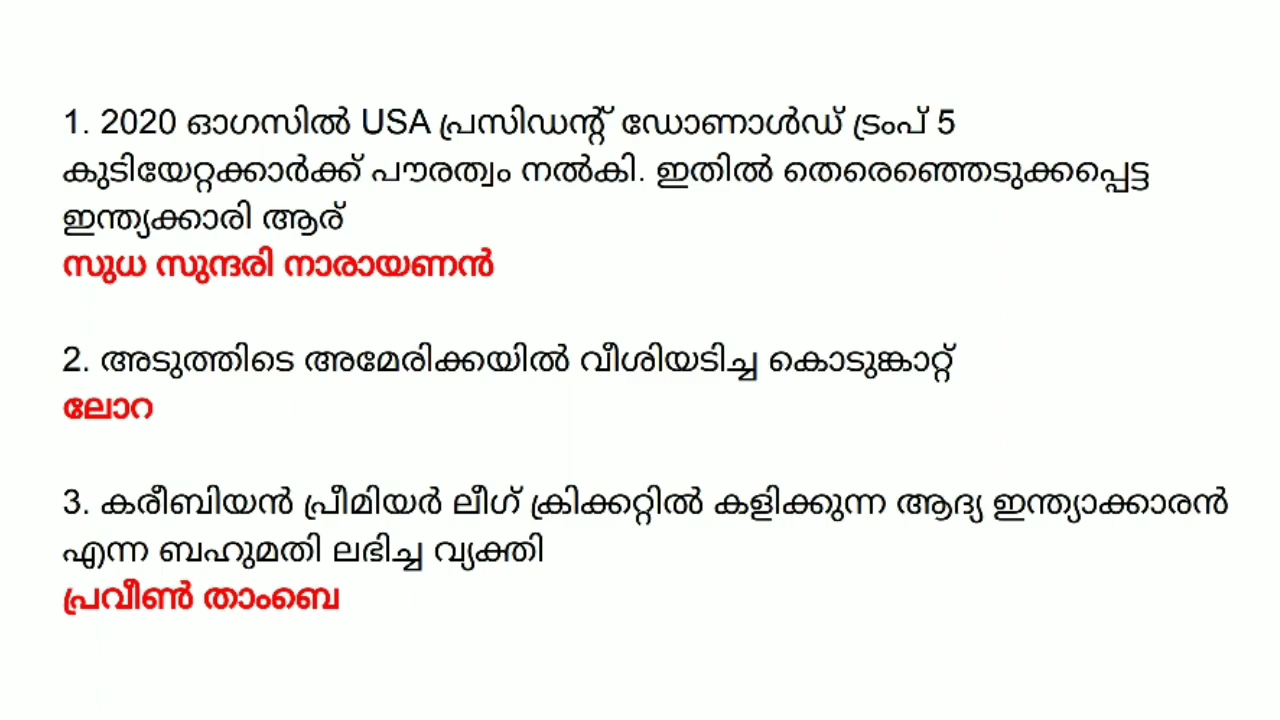 1. 2020 ഓഗസിൽ USA പ്രസിഡന്റ് ഡോണാൾഡ് ട്രംപ് 5
കുടിയേറ്റക്കാർക്ക് പൗരത്വം നൽകി. ഇതിൽ തെരെഞ്ഞെടുക്കപ്പെട്ട
ഇന്ത്യക്കാരി ആര്
സുധ സുന്ദരി നാരായണൻ
2. അടുത്തിടെ അമേരിക്കയിൽ വീശിയടിച്ച കൊടുങ്കാറ്റ്
ലോറ
3. കരീബിയൻ പ്രീമിയർ ലീഗ് ക്രിക്കറ്റിൽ കളിക്കുന്ന ആദ്യ ഇന്ത്യാക്കാരൻ
എന്ന ബഹുമതി ലഭിച്ച വ്യക്തി
പ്രവീൺ താംബെ